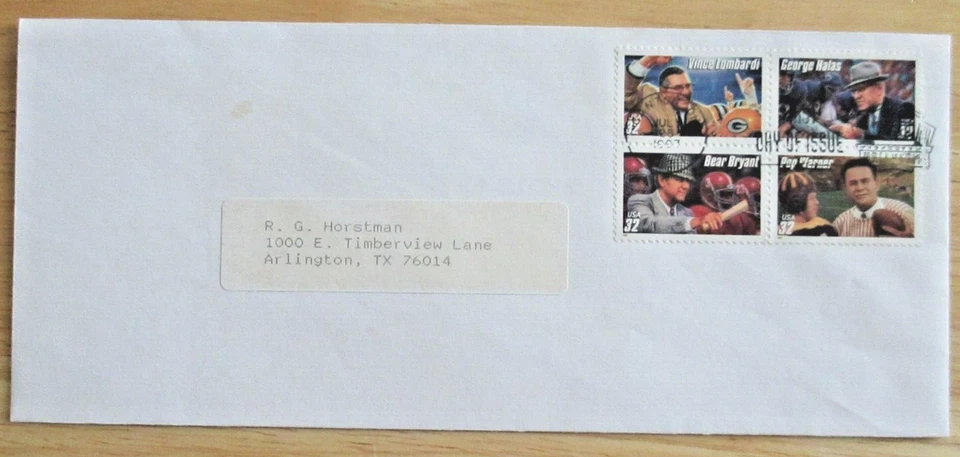 Vince Lombardi
George Halas
32
JUL
1997
DAY OF ISSUE
32
Bear Bryant
Pop Warner
USA
32
USA
32
R. G. Horstman
1000 E. Timberview Lane
Arlington, TX 76014